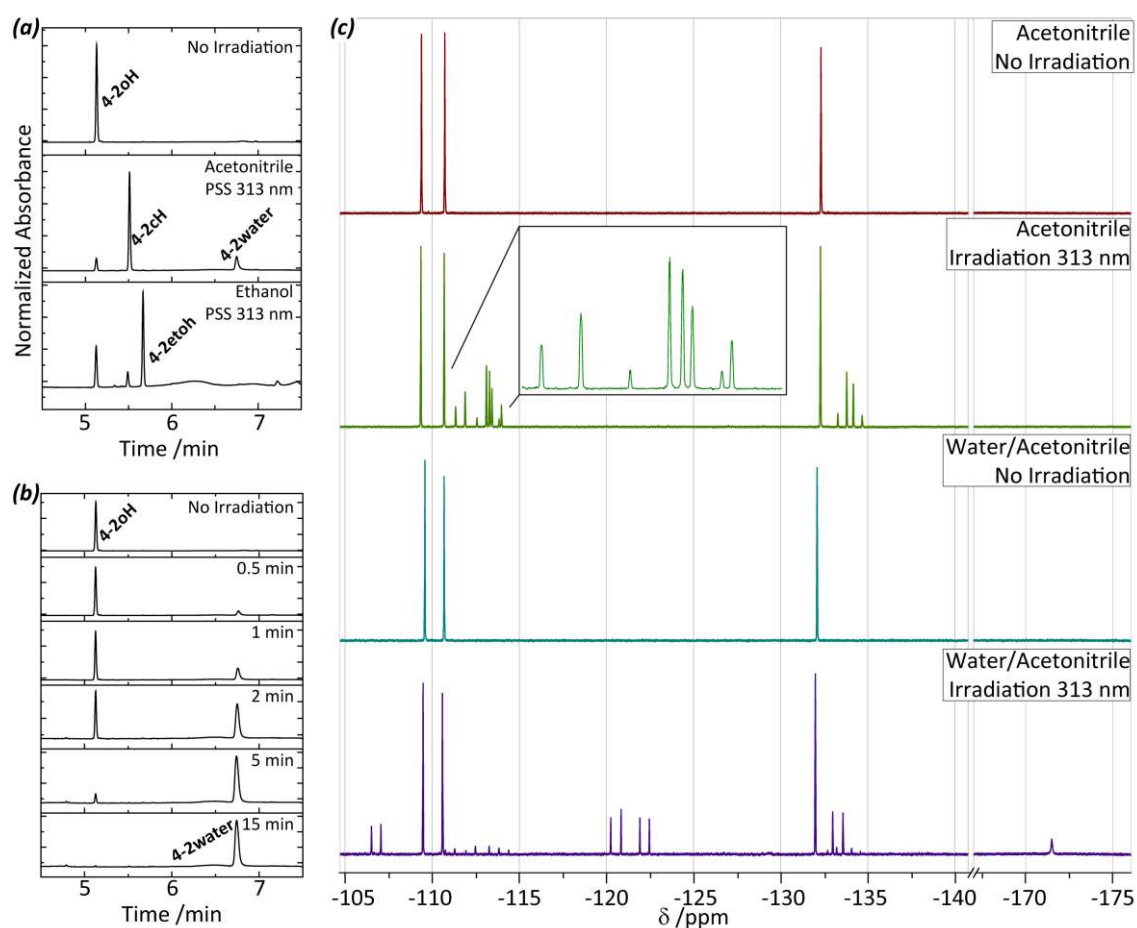 (a)
Normalized Absorbance
No Irradiation
4-2oH
Acetonitrile
PSS 313 nm
4-2cH
4-2water
Ethanol
PSS 313 nm
4-2etoh
5 6 7
Time /min
(b)
No Irradiation
4-2oH
0.5 min
1 min
2 min
5 min
4-2water
15 min
5 6 7
Time /min
(c)
Acetonitrile
No Irradiation
Acetonitrile
Irradiation 313 nm
Water/Acetonitrile
No Irradiation
Water/Acetonitrile
Irradiation 313 nm
-105 -110 -115 -120 -125 -130 -135 -140 -170 -175
δ /ppm